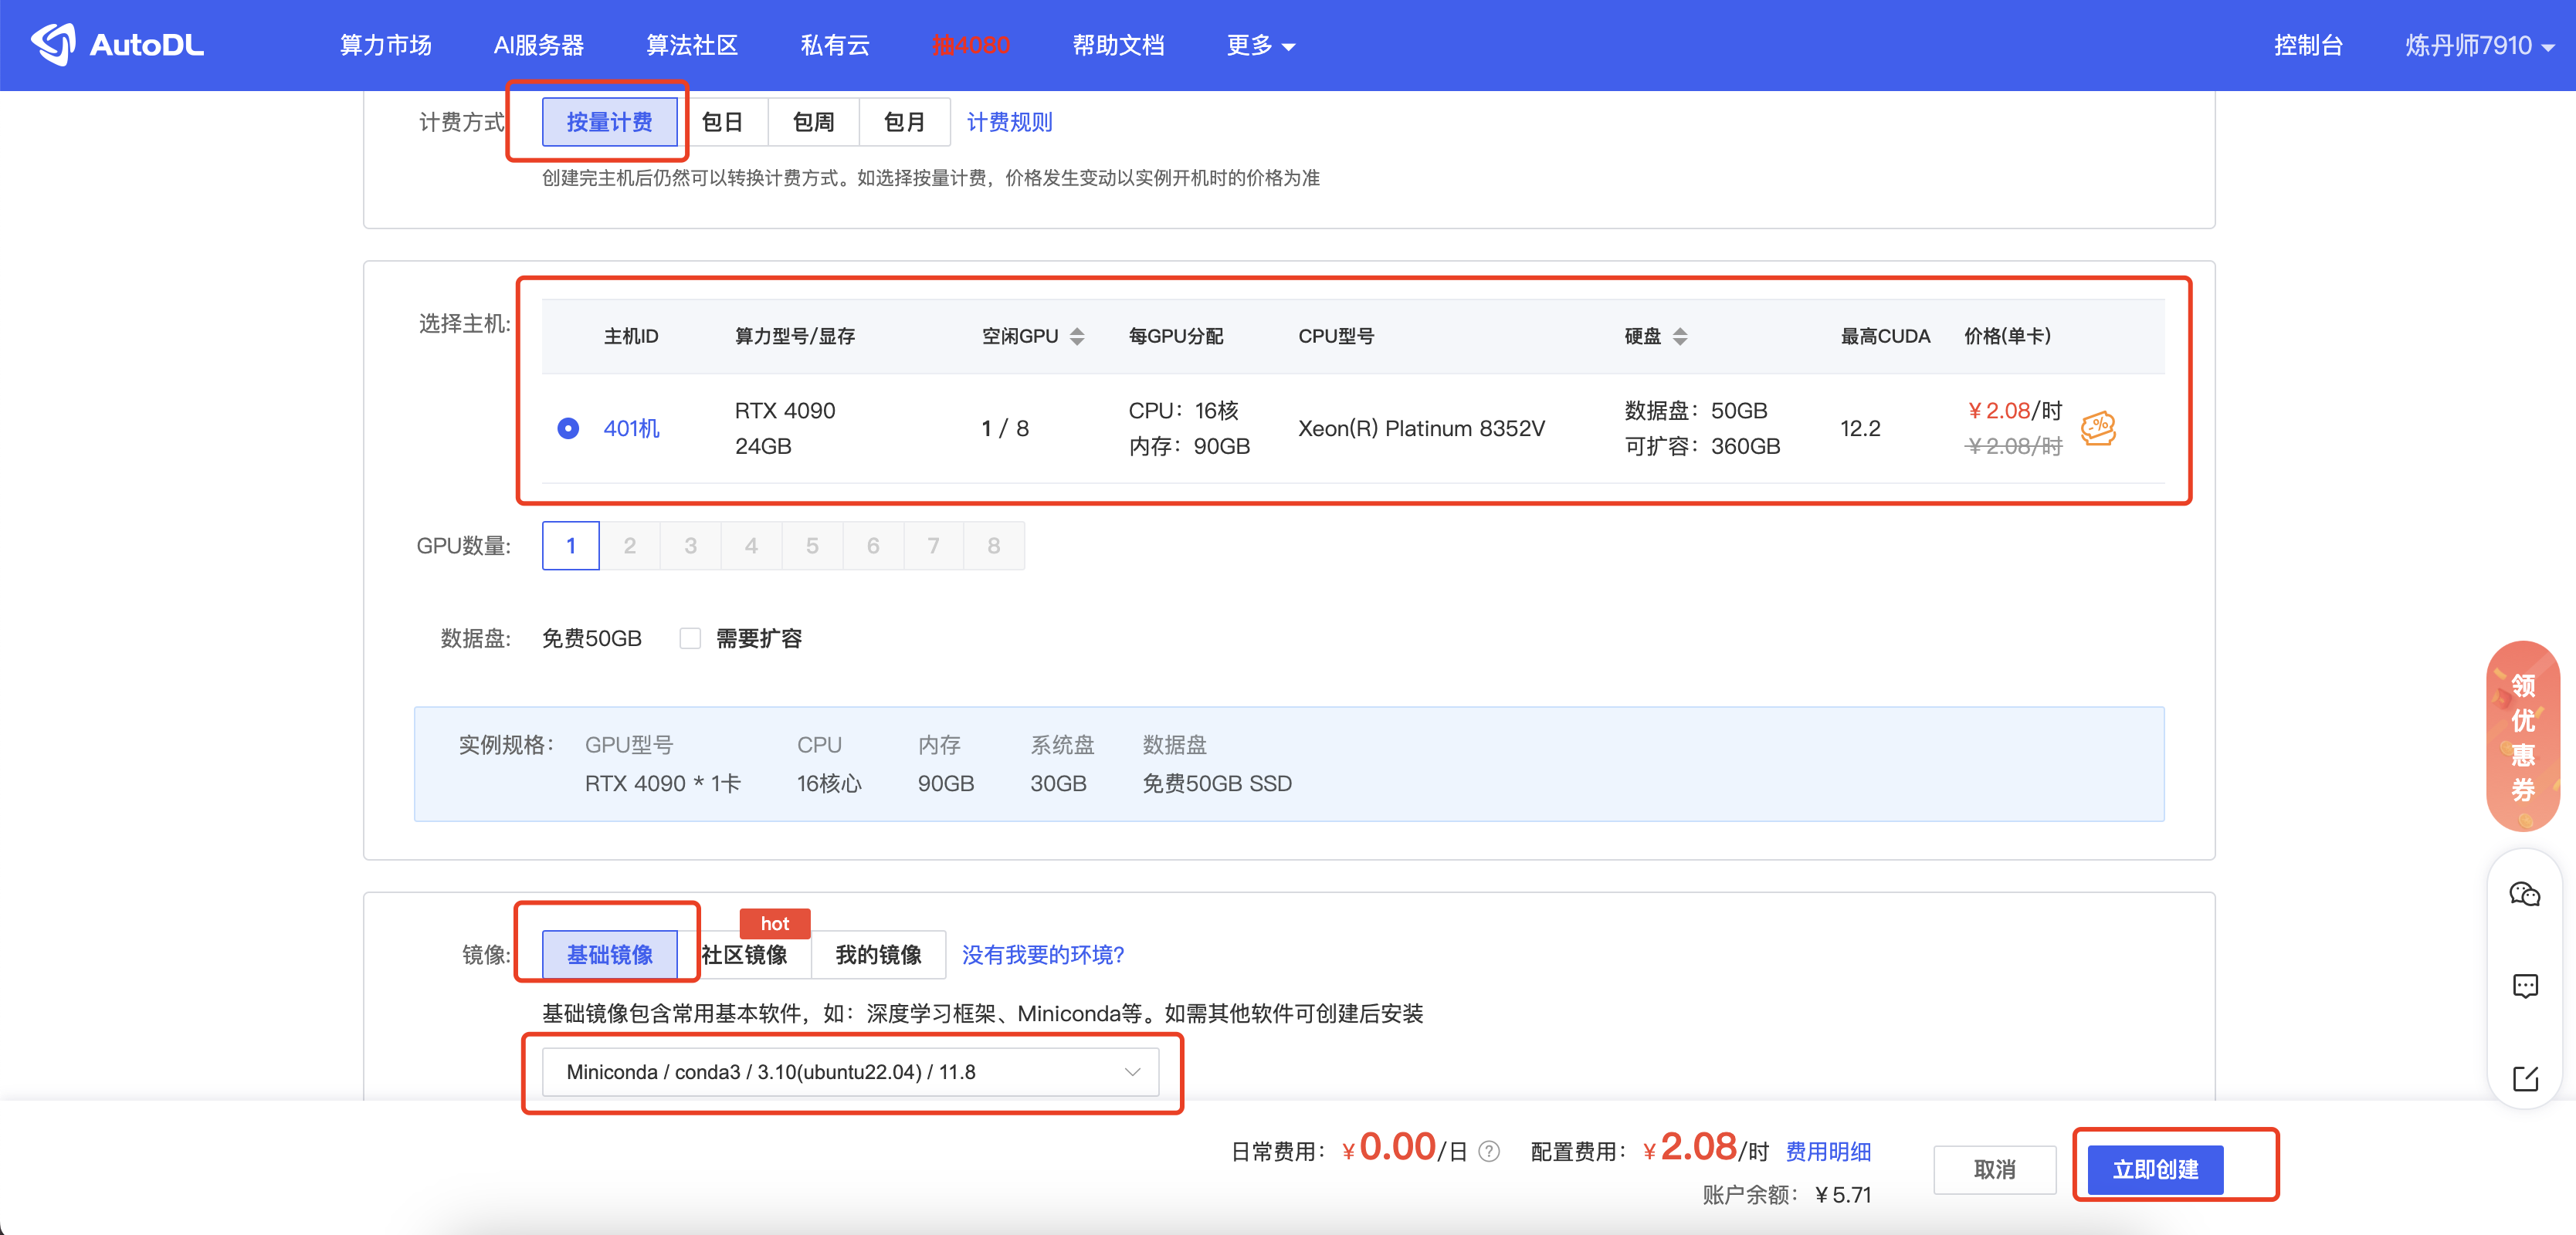 AutoDL 算力市场 AI服务器 算法社区 私有云 抽4080 帮助文档 更多 控制台 炼丹师7910
计费方式 按量计费 包日 包周 包月 计费规则
创建完主机后仍然可以转换计费方式。如选择按量计费，价格发生变动以实例开机时的价格为准
选择主机: 主机ID 算力型号/显存 空闲GPU 每GPU分配 CPU型号 硬盘 最高CUDA 价格(单卡)
401机 RTX 4090 24GB 1 / 8 CPU：16核 内存：90GB Xeon(R) Platinum 8352V 数据盘：50GB 可扩容：360GB 12.2 ￥2.08/时 ￥2.08/时
GPU数量: 1 2 3 4 5 6 7 8
数据盘: 免费50GB 需要扩容
实例规格： GPU型号 CPU 内存 系统盘 数据盘
RTX 4090 * 1卡 16核心 90GB 30GB 免费50GB SSD
hot
镜像: 基础镜像 社区镜像 我的镜像 没有我要的环境?
基础镜像包含常用基本软件，如：深度学习框架、Miniconda等。如需其他软件可创建后安装
Miniconda / conda3 / 3.10(ubuntu22.04) / 11.8
日常费用： ￥0.00/日 ? 配置费用： ￥2.08/时 费用明细
账户余额： ￥5.71
取消 立即创建
领优惠券